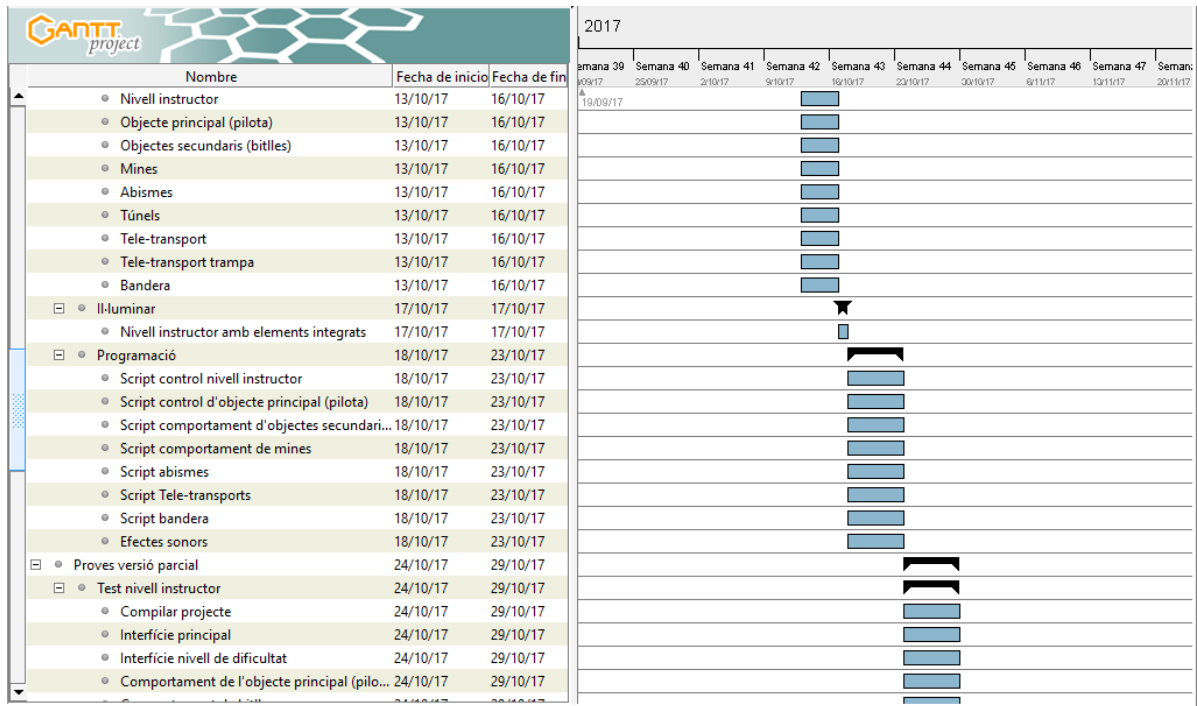 GANTT project
2017
emana 39 Semana 40 Semana 41 Semana 42 Semana 43 Semana 44 Semana 45 Semana 46 Semana 47 Seman
/09/17 25/09/17 2/10/17 9/10/17 16/10/17 23/10/17 30/10/17 6/11/17 13/11/17 20/11/17
Nombre Fecha de inicio Fecha de fin
19/09/17
Nivell instructor 13/10/17 16/10/17
Objecte principal (pilota) 13/10/17 16/10/17
Objectes secundaris (bitlles) 13/10/17 16/10/17
Mines 13/10/17 16/10/17
Abismes 13/10/17 16/10/17
Túnels 13/10/17 16/10/17
Tele-transport 13/10/17 16/10/17
Tele-transport trampa 13/10/17 16/10/17
Bandera 13/10/17 16/10/17
Il·luminar 17/10/17 17/10/17
Nivell instructor amb elements integrats 17/10/17 17/10/17
Programació 18/10/17 23/10/17
Script control nivell instructor 18/10/17 23/10/17
Script control d'objecte principal (pilota) 18/10/17 23/10/17
Script comportament d'objectes secundari... 18/10/17 23/10/17
Script comportament de mines 18/10/17 23/10/17
Script abismes 18/10/17 23/10/17
Script Tele-transports 18/10/17 23/10/17
Script bandera 18/10/17 23/10/17
Efectes sonors 18/10/17 23/10/17
Proves versió parcial 24/10/17 29/10/17
Test nivell instructor 24/10/17 29/10/17
Compilar projecte 24/10/17 29/10/17
Interfície principal 24/10/17 29/10/17
Interfície nivell de dificultat 24/10/17 29/10/17
Comportament de l'objecte principal (pilo... 24/10/17 29/10/17